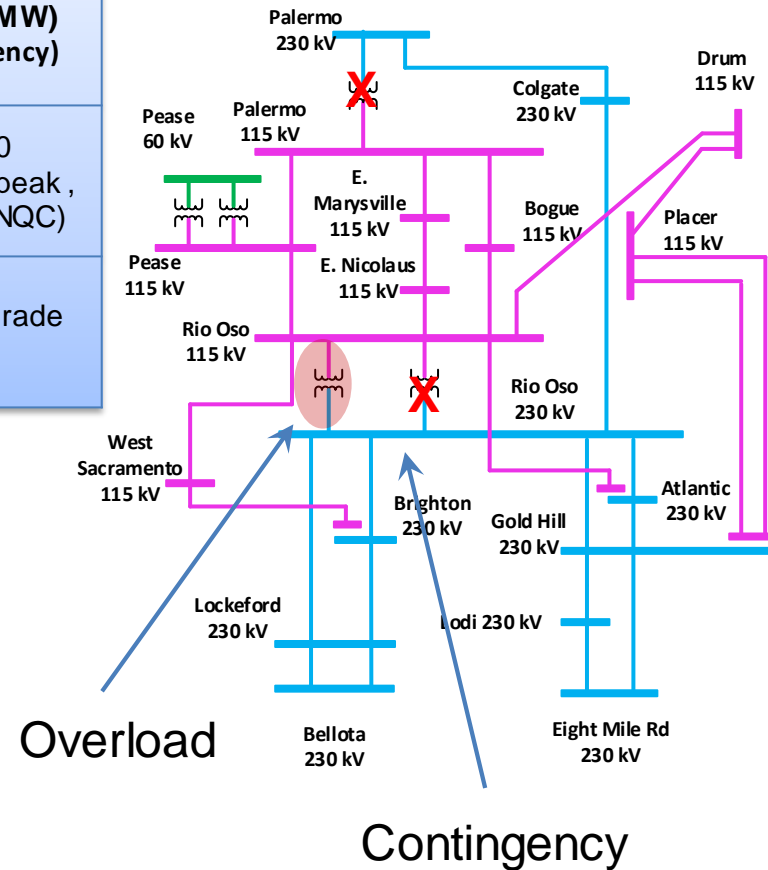 MW)
ency)
0
peak ,
NQC)
rade
Palermo
230 kV
Drum
115 kV
Colgate
230 kV
Pease
60 kV
Palermo
115 kV
E.
Marysville
115 kV
Bogue
115 kV
Placer
115 kV
Pease
115 kV
E. Nicolaus
115 kV
Rio Oso
115 kV
X
X
Rio Oso
230 kV
West
Sacramento
115 kV
Brighton
230 kV
Atlantic
230 kV
Gold Hill
230 kV
Lockeford
230 kV
Lodi 230 kV
Overload
Bellota
230 kV
Eight Mile Rd
230 kV
Contingency